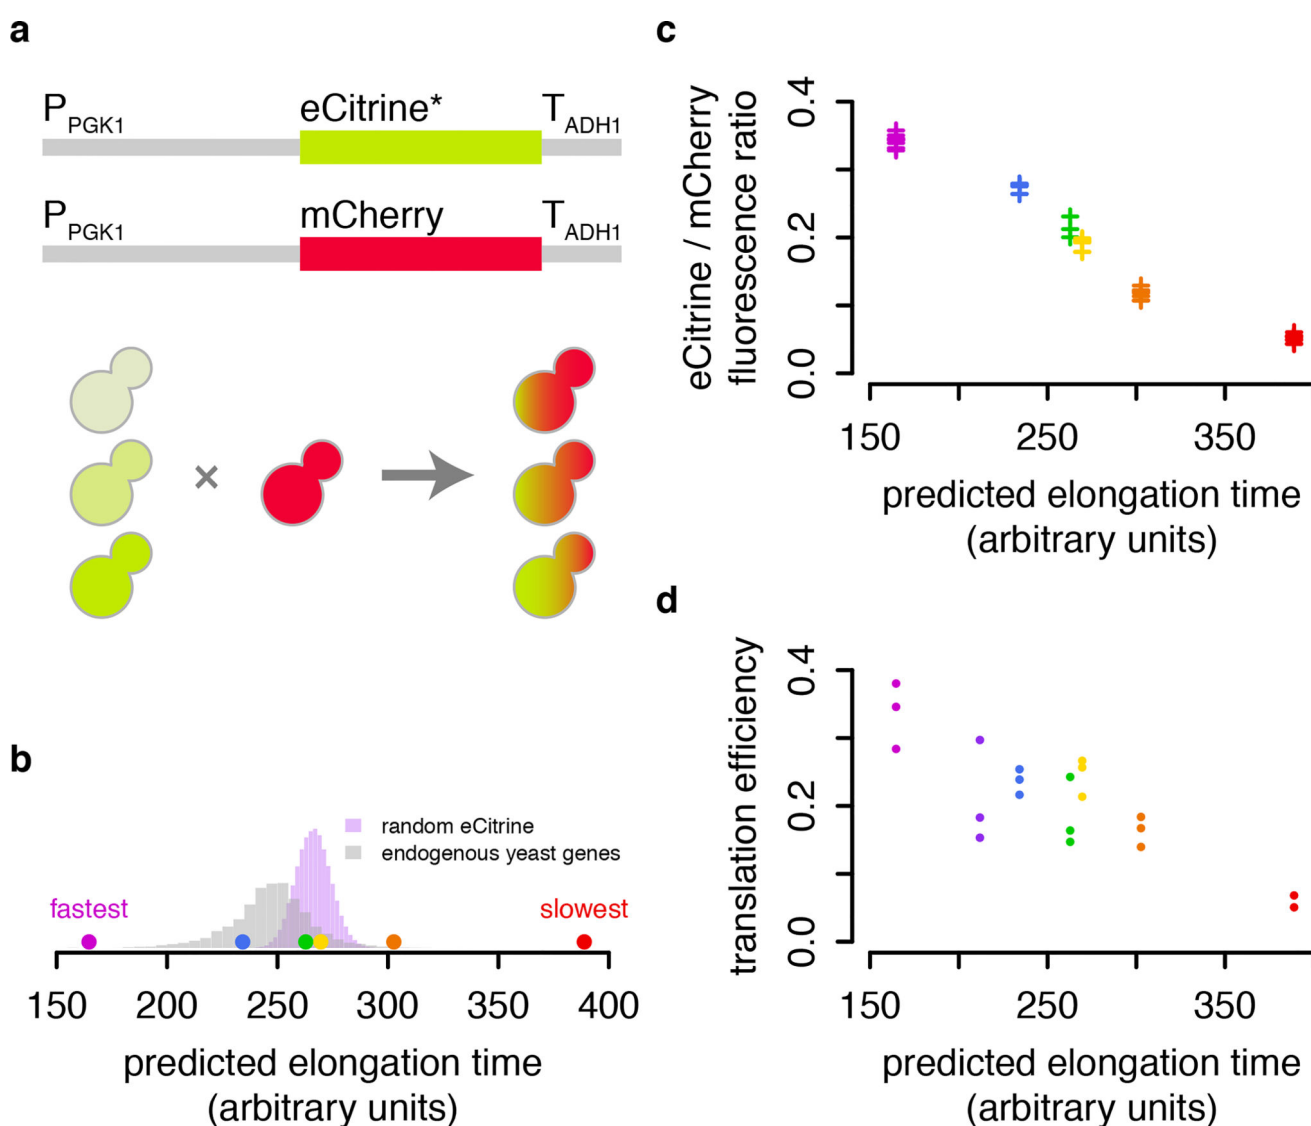 a
P PGK1 eCitrine* T ADH1
P PGK1 mCherry T ADH1
×
b
random eCitrine
endogenous yeast genes
fastest
slowest
150 200 250 300 350 400
predicted elongation time
(arbitrary units)
c
eCitrine / mCherry
fluorescence ratio
0.4
0.2
0.0
150 250 350
predicted elongation time
(arbitrary units)
d
translation efficiency
0.4
0.2
0.0
150 250 350
predicted elongation time
(arbitrary units)